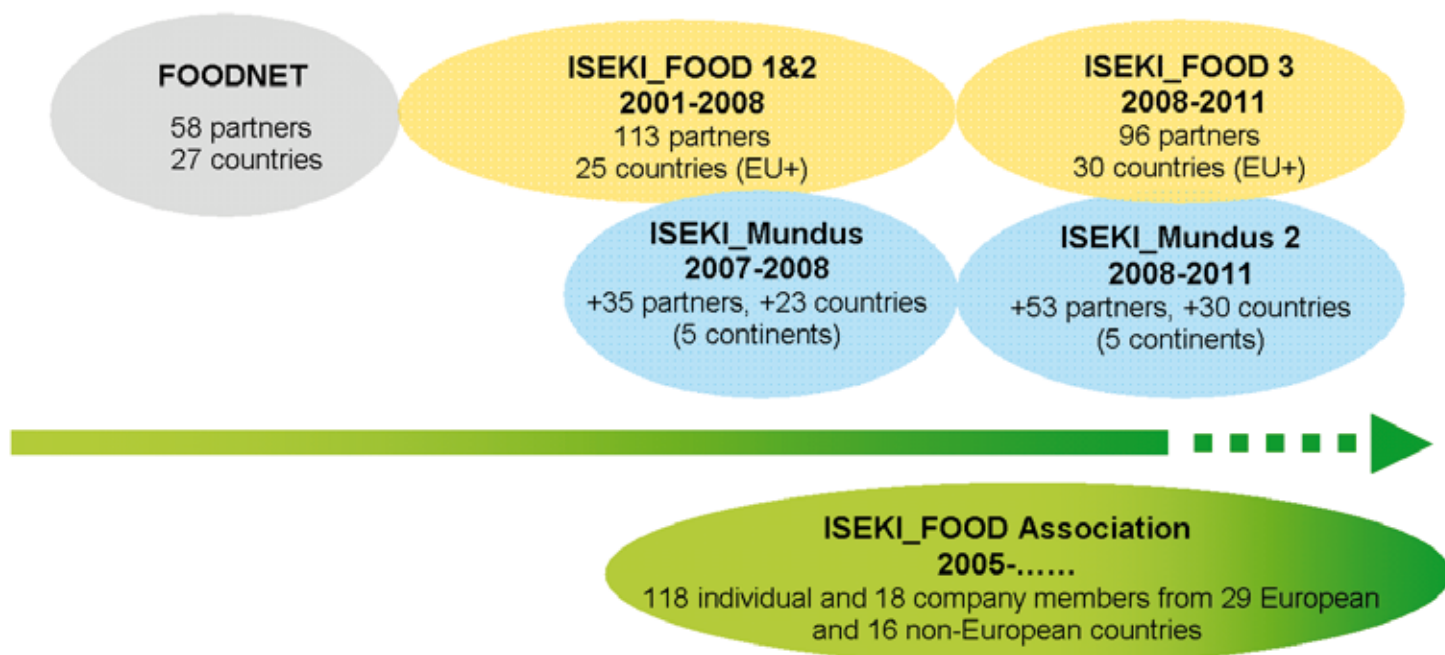 FOODNET
58 partners
27 countries
ISEKI_FOOD 1&2
2001-2008
113 partners
25 countries (EU+)
ISEKI_FOOD 3
2008-2011
96 partners
30 countries (EU+)
ISEKI_Mundus
2007-2008
+35 partners, +23 countries
(5 continents)
ISEKI_Mundus 2
2008-2011
+53 partners, +30 countries
(5 continents)
ISEKI_FOOD Association
2005-......
118 individual and 18 company members from 29 European
and 16 non-European countries